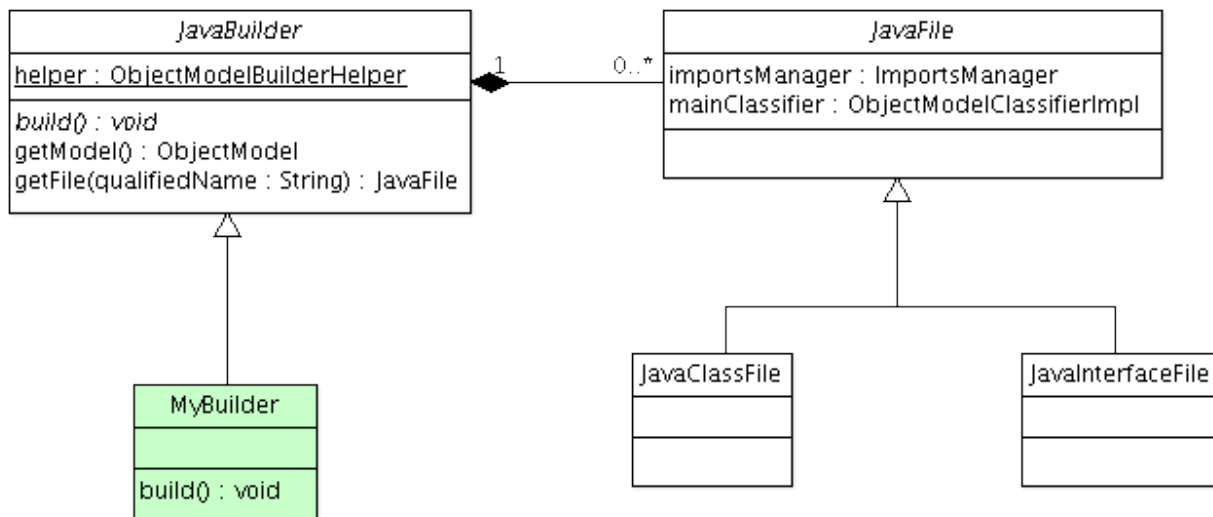 JavaBuilder
helper : ObjectModelBuilderHelper
build() : void
getModel() : ObjectModel
getFile(qualifiedName : String) : JavaFile
1
0..*
JavaFile
importsManager : ImportsManager
mainClassifier : ObjectModelClassifierImpl
MyBuilder
build() : void
JavaClassFile
JavaInterfaceFile